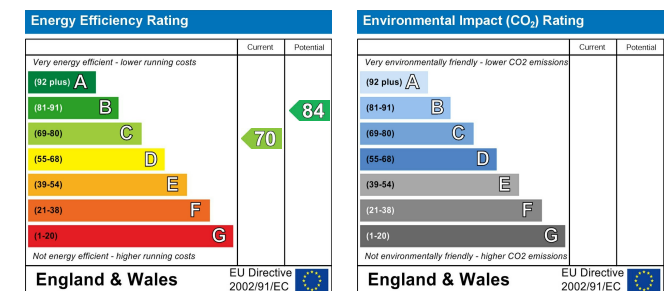 Energy Efficiency Rating
Current Potential
Very energy efficient - lower running costs
(92 plus) A
(81-91) B
(69-80) C
(55-68) D
(39-54) E
(21-38) F
(1-20) G
70
84
Not energy efficient - higher running costs
England & Wales
EU Directive
2002/91/EC
Environmental Impact (CO₂) Rating
Current Potential
Very environmentally friendly - lower CO2 emissions
(92 plus) A
(81-91) B
(69-80) C
(55-68) D
(39-54) E
(21-38) F
(1-20) G
Not environmentally friendly - higher CO2 emissions
England & Wales
EU Directive
2002/91/EC